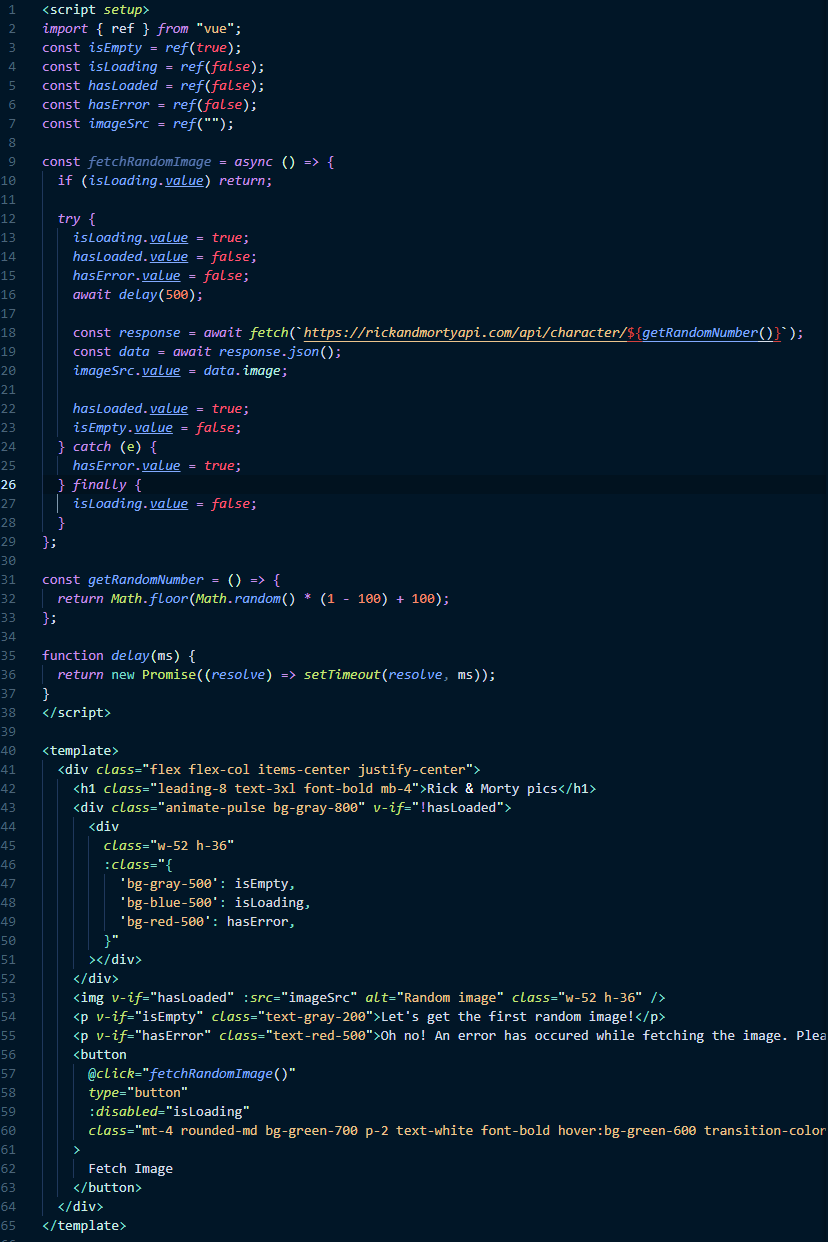 1 <script setup>
2 import { ref } from "vue";
3 const isEmpty = ref(true);
4 const isLoading = ref(false);
5 const hasLoaded = ref(false);
6 const hasError = ref(false);
7 const imageSrc = ref("");
8
9 const fetchRandomImage = async () => {
10 if (isLoading.value) return;
11
12 try {
13 isLoading.value = true;
14 hasLoaded.value = false;
15 hasError.value = false;
16 await delay(500);
17
18 const response = await fetch(`https://rickandmortyapi.com/api/character/${getRandomNumber()}`);
19 const data = await response.json();
20 imageSrc.value = data.image;
21
22 hasLoaded.value = true;
23 isEmpty.value = false;
24 } catch (e) {
25 hasError.value = true;
26 } finally {
27 isLoading.value = false;
28 }
29 };
30
31 const getRandomNumber = () => {
32 return Math.floor(Math.random() * (1 - 100) + 100);
33 };
34
35 function delay(ms) {
36 return new Promise((resolve) => setTimeout(resolve, ms));
37 }
38 </script>
39
40 <template>
41 <div class="flex flex-col items-center justify-center">
42 <h1 class="leading-8 text-3xl font-bold mb-4">Rick & Morty pics</h1>
43 <div class="animate-pulse bg-gray-800" v-if="!hasLoaded">
44 <div
45 class="w-52 h-36"
46 :class="{
47 'bg-gray-500': isEmpty,
48 'bg-blue-500': isLoading,
49 'bg-red-500': hasError,
50 }"
51 ></div>
52 </div>
53 <img v-if="hasLoaded" :src="imageSrc" alt="Random image" class="w-52 h-36" />
54 <p v-if="isEmpty" class="text-gray-200">Let's get the first random image!</p>
55 <p v-if="hasError" class="text-red-500">Oh no! An error has occured while fetching the image. Plea
56 <button
57 @click="fetchRandomImage()"
58 type="button"
59 :disabled="isLoading"
60 class="mt-4 rounded-md bg-green-700 p-2 text-white font-bold hover:bg-green-600 transition-color
61 >
62 Fetch Image
63 </button>
64 </div>
65 </template>